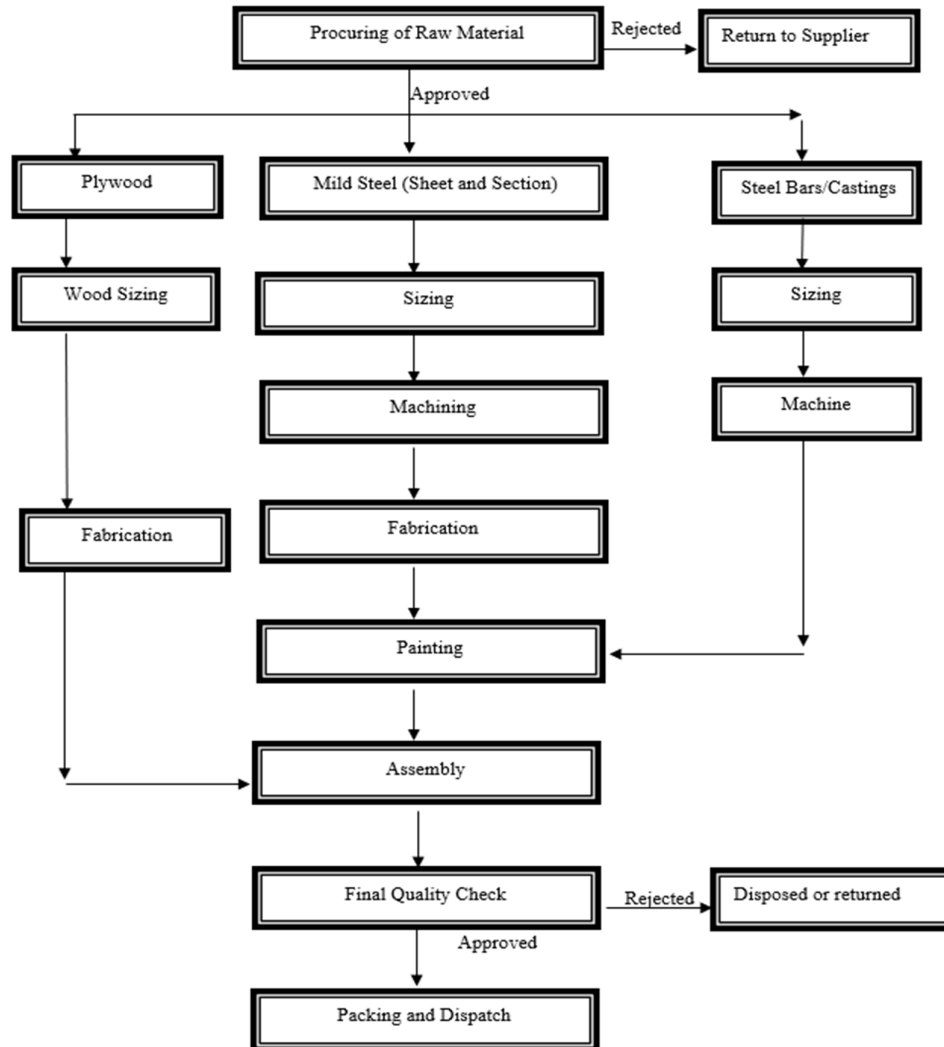 Procuring of Raw Material
Rejected
Return to Supplier
Approved
Plywood
Mild Steel (Sheet and Section)
Steel Bars/Castings
Wood Sizing
Sizing
Sizing
Machining
Machine
Fabrication
Fabrication
Painting
Assembly
Final Quality Check
Rejected
Disposed or returned
Approved
Packing and Dispatch